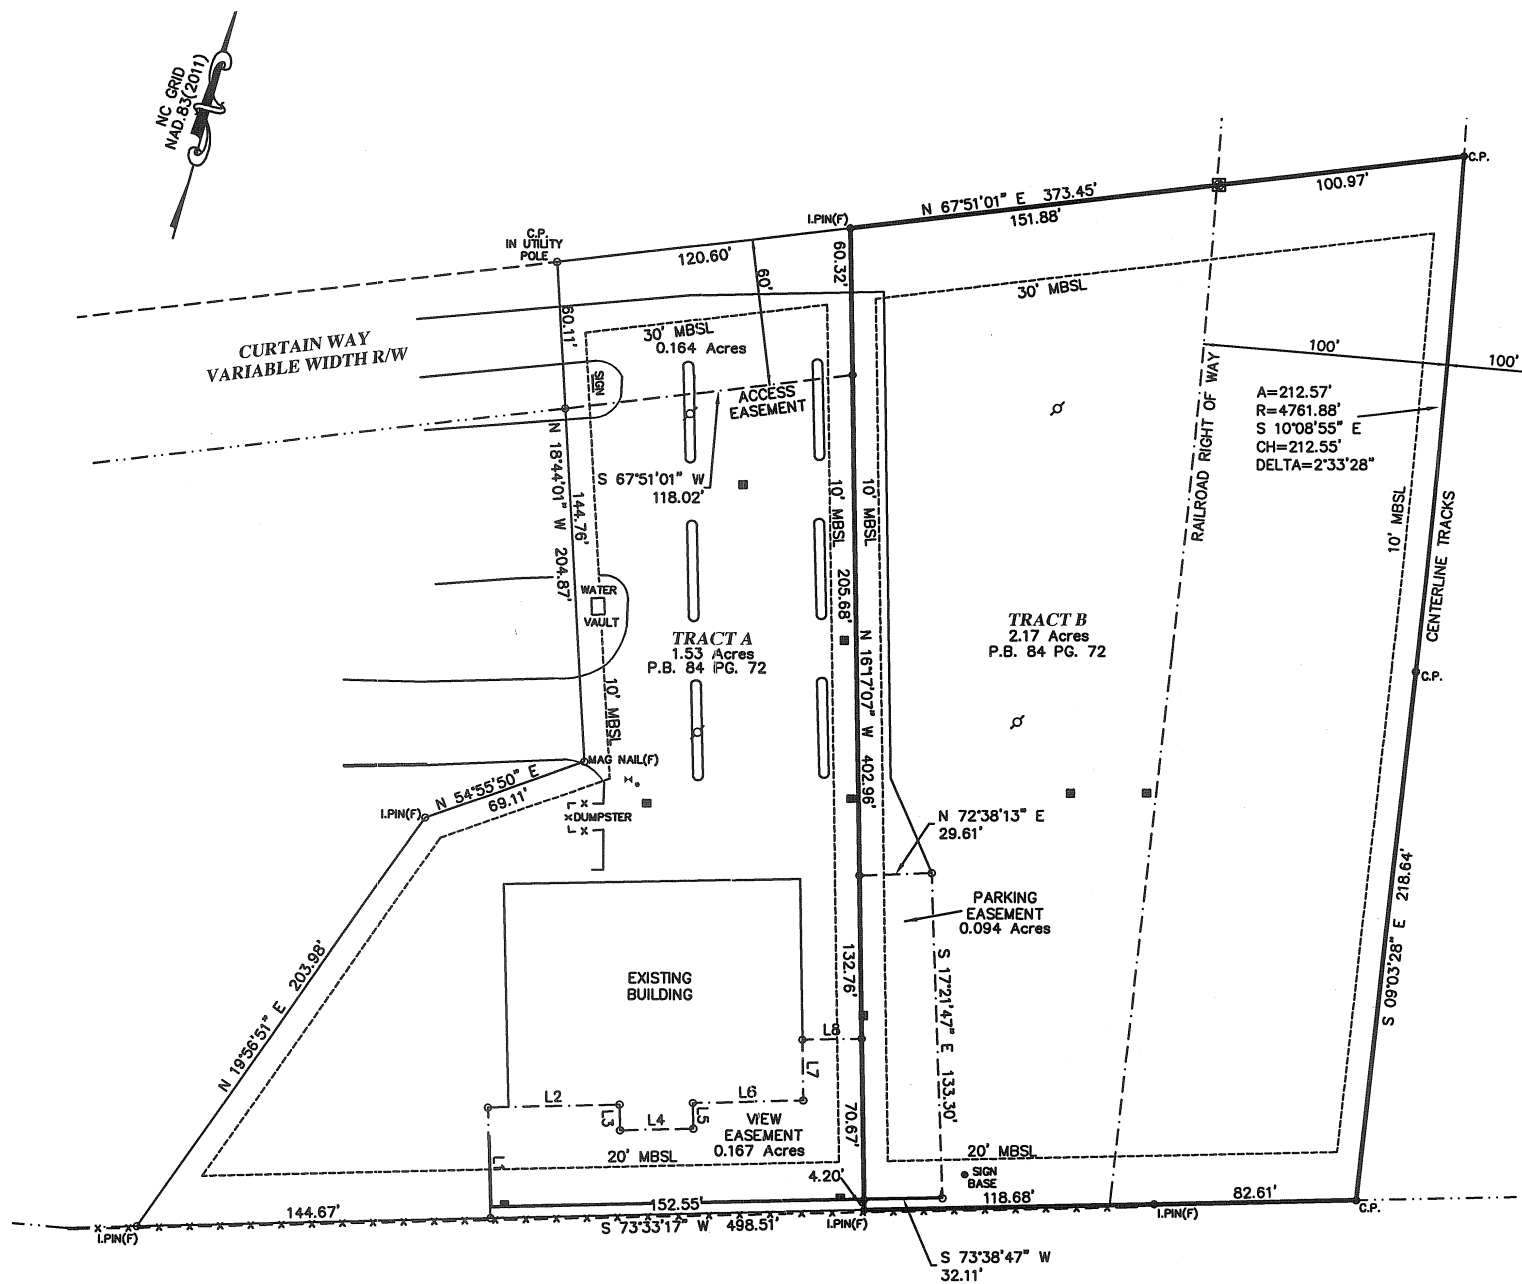 NC GRID
NAD.83(2011)
C.P.
IN UTILITY
POLE
I.PIN(F)
N 67°51'01" E 373.45'
151.88'
100.97'
C.P.
120.60'
60'
60.32'
60.11'
CURTAIN WAY
VARIABLE WIDTH R/W
30' MBSL
0.164 Acres
30' MBSL
SIGN
ACCESS
EASEMENT
100'
100'
RAILROAD RIGHT OF WAY
A=212.57'
R=4761.88'
S 10°08'55" E
CH=212.55'
DELTA=2°33'28"
S 67°51'01" W
118.02'
N 18°44'01" W 204.87'
144.76'
10' MBSL
10' MBSL
10' MBSL
CENTERLINE TRACKS
205.68'
WATER
VAULT
TRACT A
1.53 Acres
P.B. 84 PG. 72
TRACT B
2.17 Acres
P.B. 84 PG. 72
N 16°17'07" W 402.96'
C.P.
10' MBSL
MAG NAIL(F)
N 54°55'50" E
69.11'
I.PIN(F)
DUMPSTER
N 72°38'13" E
29.61'
PARKING
EASEMENT
0.094 Acres
S 09°03'28" E 218.64'
N 19°56'51" E 203.98'
EXISTING
BUILDING
132.76'
S 17°21'47" E 133.30'
L8
L7
L2
L3
L4
L5
L6
VIEW
EASEMENT
0.167 Acres
70.67'
L1
20' MBSL
20' MBSL
4.20'
SIGN
BASE
144.67'
152.55'
118.68'
82.61'
I.PIN(F)
S 73°33'17" W 498.51'
I.PIN(F)
I.PIN(F)
C.P.
S 73°38'47" W
32.11'